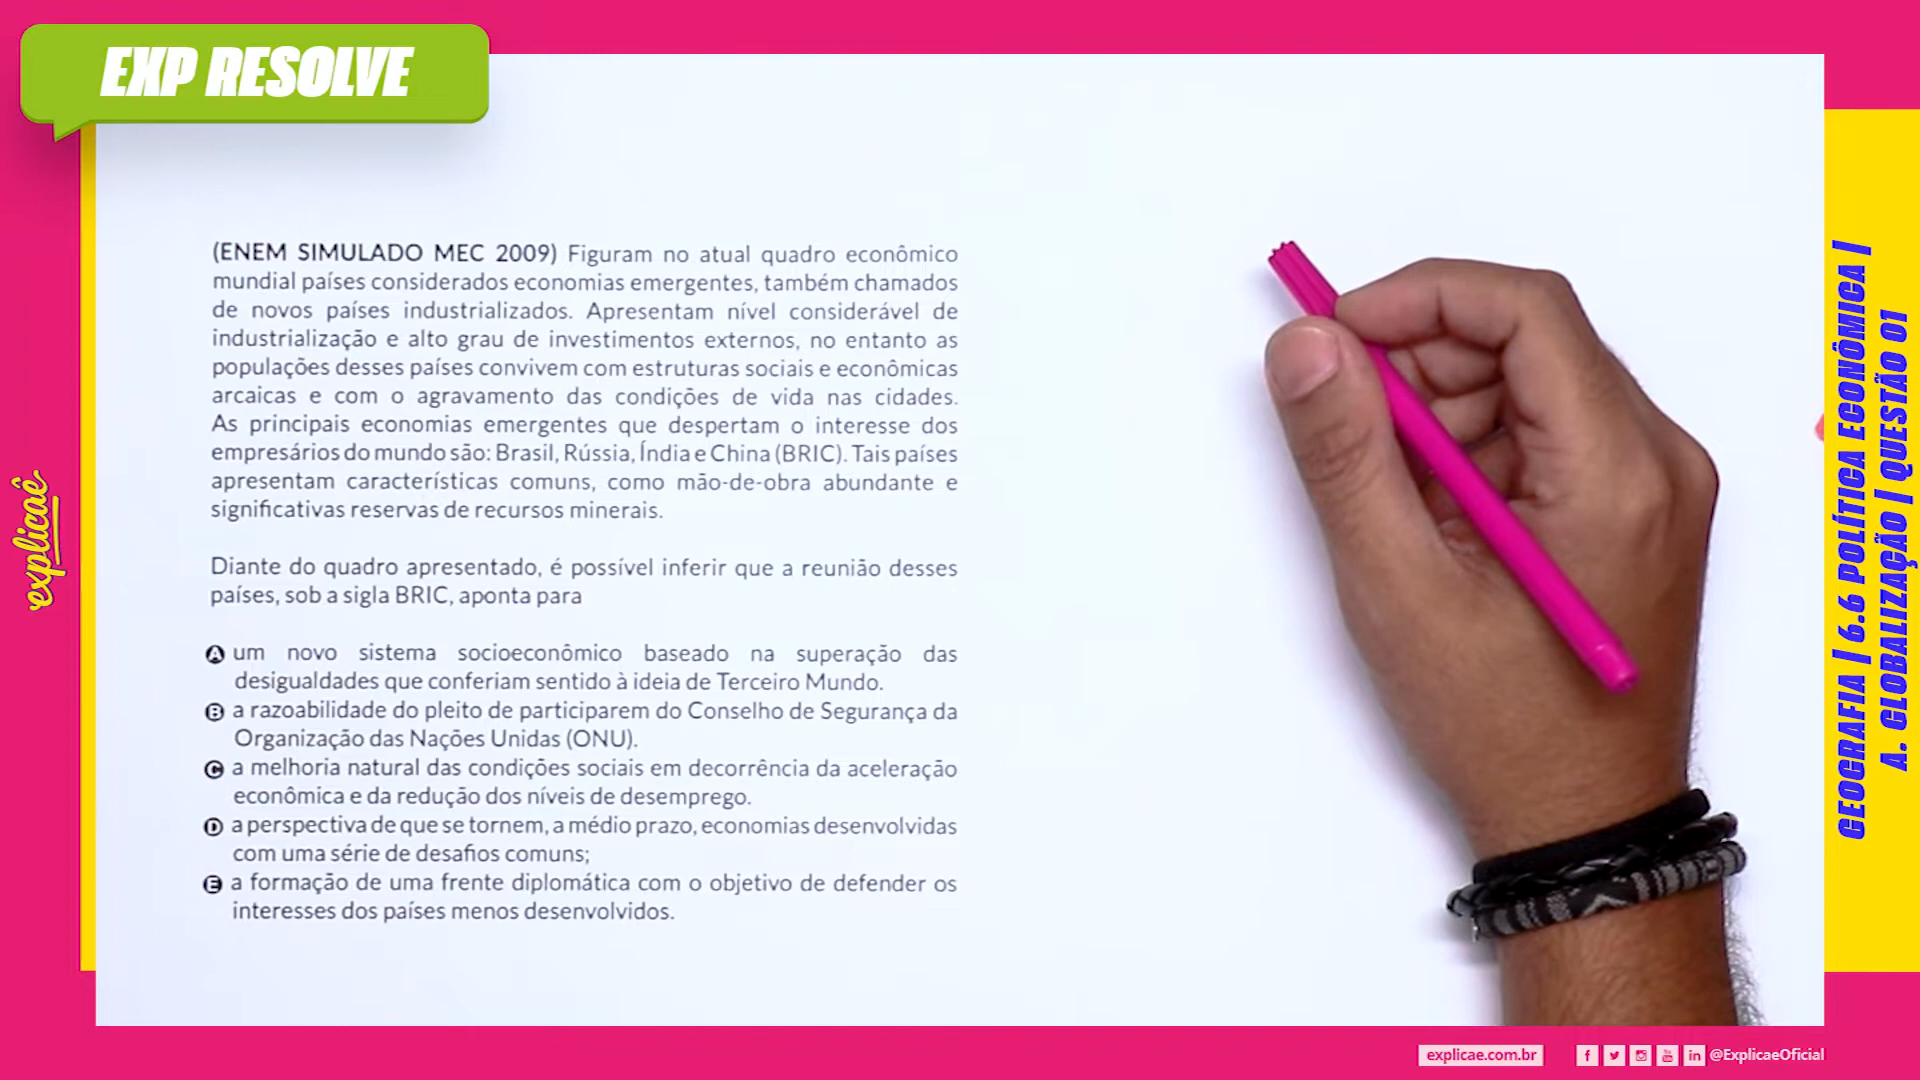 EXP RESOLVE
(ENEM SIMULADO MEC 2009) Figuram no atual quadro econômico
mundial países considerados economias emergentes, também chamados
de novos países industrializados. Apresentam nível considerável de
industrialização e alto grau de investimentos externos, no entanto as
populações desses países convivem com estruturas sociais e econômicas
arcaicas e com o agravamento das condições de vida nas cidades.
As principais economias emergentes que despertam o interesse dos
empresários do mundo são: Brasil, Rússia, Índia e China (BRIC). Tais países
apresentam características comuns, como mão-de-obra abundante e
significativas reservas de recursos minerais.
Diante do quadro apresentado, é possível inferir que a reunião desses
países, sob a sigla BRIC, aponta para
A um novo sistema socioeconômico baseado na superação das
desigualdades que conferiam sentido à ideia de Terceiro Mundo.
B a razoabilidade do pleito de participarem do Conselho de Segurança da
Organização das Nações Unidas (ONU).
C a melhoria natural das condições sociais em decorrência da aceleração
econômica e da redução dos níveis de desemprego.
D a perspectiva de que se tornem, a médio prazo, economias desenvolvidas
com uma série de desafios comuns;
E a formação de uma frente diplomática com o objetivo de defender os
interesses dos países menos desenvolvidos.
explicaê
GEOGRAFIA | 6.6 POLÍTICA ECONÔMICA |
A. GLOBALIZAÇÃO | QUESTÃO 01
explicae.com.br
@ExplicaeOficial